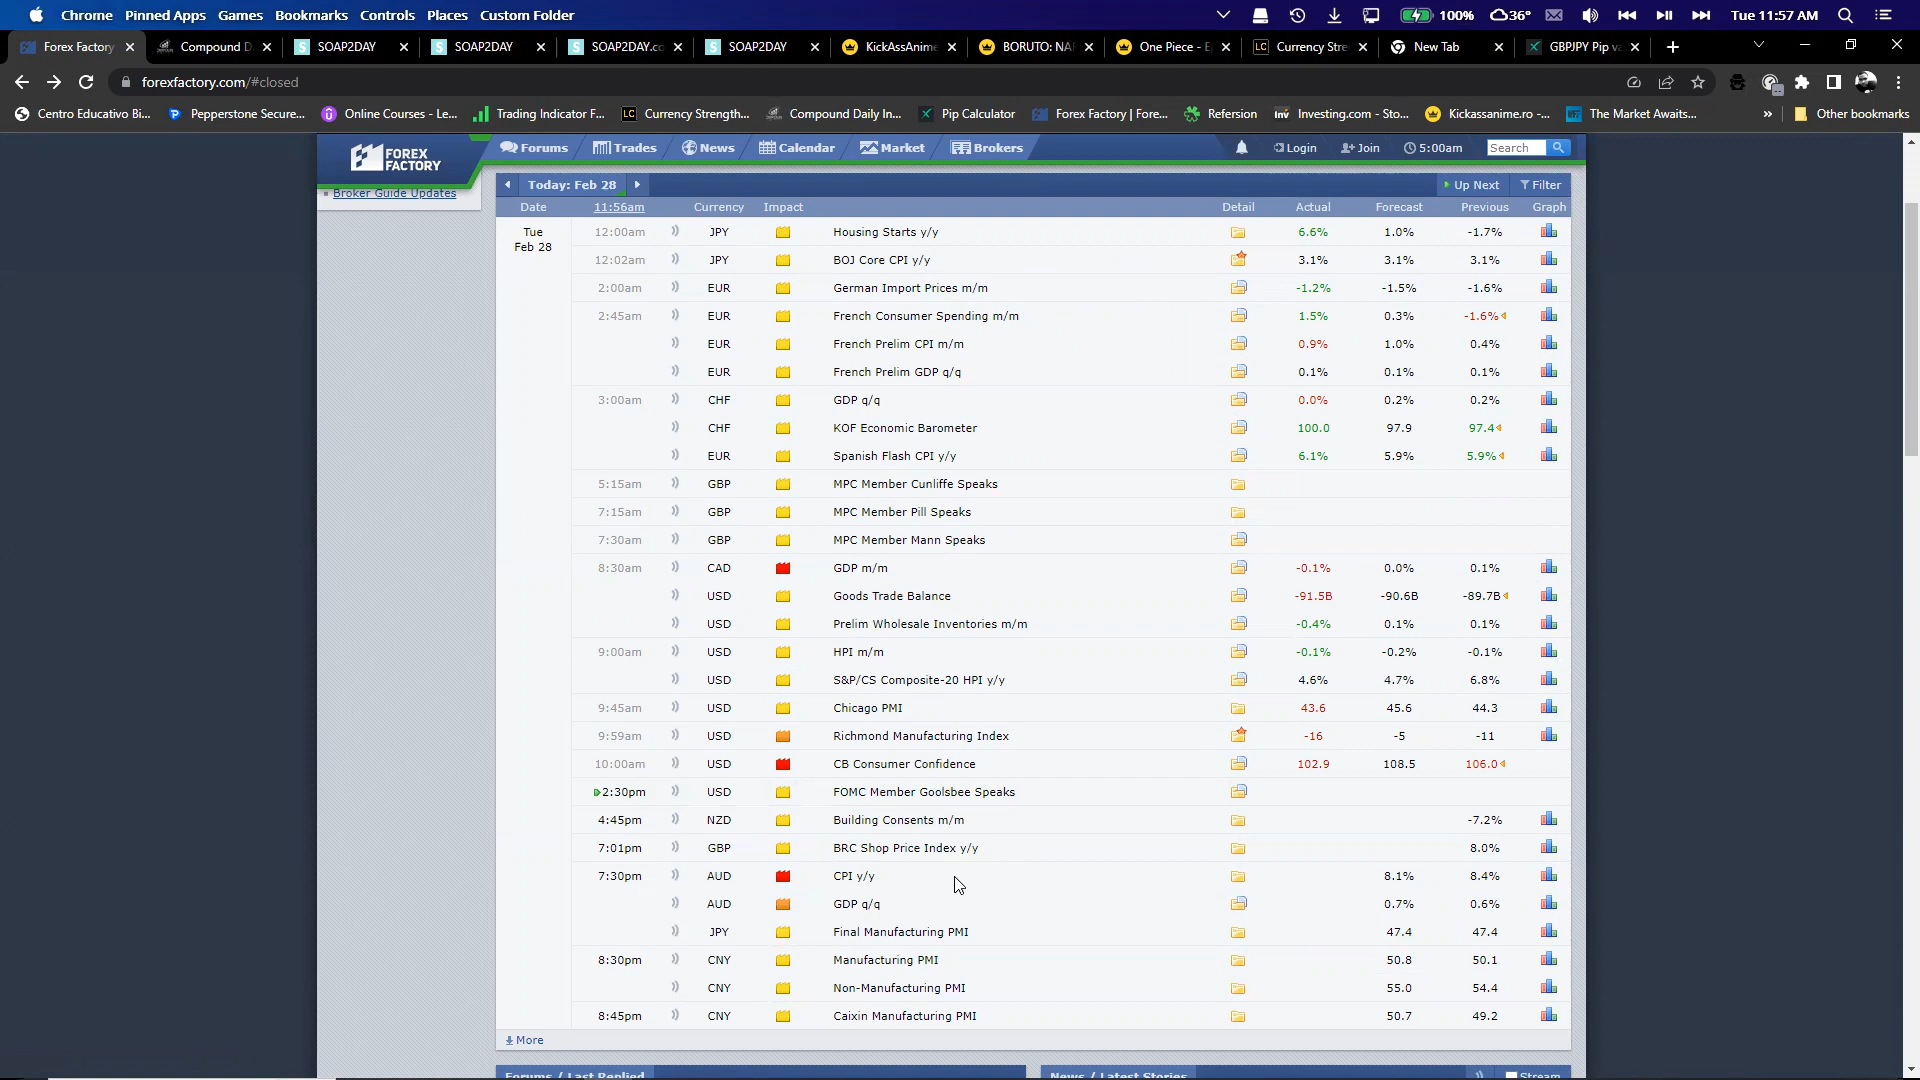 Chrome Pinned Apps Games Bookmarks Controls Places Custom Folder 100% 36° Tue 11:57 AM
Forex Factory Compound D SOAP2DAY SOAP2DAY SOAP2DAY.co SOAP2DAY KickAssAnime BORUTO: NA One Piece - E Currency Stre New Tab GBPJPY Pip va
forexfactory.com/#closed
Centro Educativo Bi... Pepperstone Secure... Online Courses - Le... Trading Indicator F... Currency Strength... Compound Daily In... Pip Calculator Forex Factory | Fore... Refersion Investing.com - Sto... Kickassanime.ro -... The Market Awaits... » Other bookmarks
FOREX FACTORY Forums Trades News Calendar Market Brokers Login Join 5:00am Search
Broker Guide Updates
Today: Feb 28 Up Next Filter
Date 11:56am Currency Impact Detail Actual Forecast Previous Graph
Tue Feb 28 12:00am JPY Housing Starts y/y 6.6% 1.0% -1.7%
12:02am JPY BOJ Core CPI y/y 3.1% 3.1% 3.1%
2:00am EUR German Import Prices m/m -1.2% -1.5% -1.6%
2:45am EUR French Consumer Spending m/m 1.5% 0.3% -1.6%
EUR French Prelim CPI m/m 0.9% 1.0% 0.4%
EUR French Prelim GDP q/q 0.1% 0.1% 0.1%
3:00am CHF GDP q/q 0.0% 0.2% 0.2%
CHF KOF Economic Barometer 100.0 97.9 97.4
EUR Spanish Flash CPI y/y 6.1% 5.9% 5.9%
5:15am GBP MPC Member Cunliffe Speaks
7:15am GBP MPC Member Pill Speaks
7:30am GBP MPC Member Mann Speaks
8:30am CAD GDP m/m -0.1% 0.0% 0.1%
USD Goods Trade Balance -91.5B -90.6B -89.7B
USD Prelim Wholesale Inventories m/m -0.4% 0.1% 0.1%
9:00am USD HPI m/m -0.1% -0.2% -0.1%
USD S&P/CS Composite-20 HPI y/y 4.6% 4.7% 6.8%
9:45am USD Chicago PMI 43.6 45.6 44.3
9:59am USD Richmond Manufacturing Index -16 -5 -11
10:00am USD CB Consumer Confidence 102.9 108.5 106.0
2:30pm USD FOMC Member Goolsbee Speaks
4:45pm NZD Building Consents m/m -7.2%
7:01pm GBP BRC Shop Price Index y/y 8.0%
7:30pm AUD CPI y/y 8.1% 8.4%
AUD GDP q/q 0.7% 0.6%
JPY Final Manufacturing PMI 47.4 47.4
8:30pm CNY Manufacturing PMI 50.8 50.1
CNY Non-Manufacturing PMI 55.0 54.4
8:45pm CNY Caixin Manufacturing PMI 50.7 49.2
More
Forums / Last Replied News / Latest Stories Stream